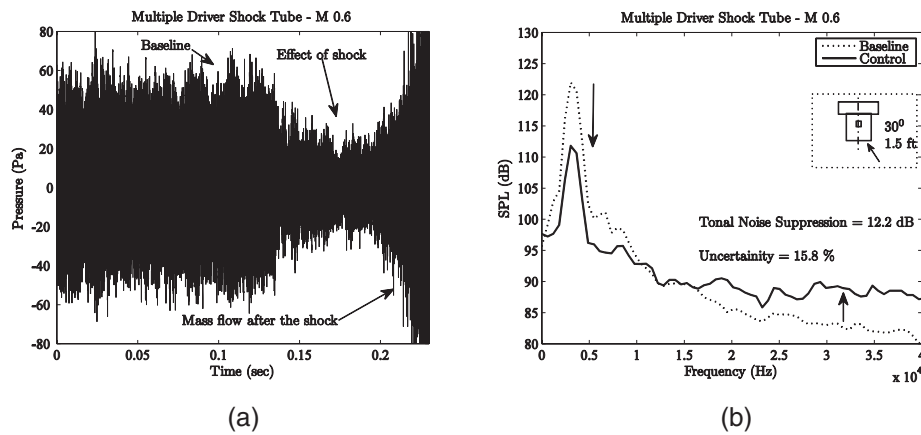 Multiple Driver Shock Tube - M 0.6
80
60
40
20
0
-20
-40
-60
-80
Pressure (Pa)
Baseline
Effect of shock
Mass flow after the shock
0
0.05
0.1
0.15
0.2
Time (sec)
(a)
Multiple Driver Shock Tube - M 0.6
130
125
120
115
110
105
100
95
90
85
80
SPL (dB)
Baseline
Control
30⁰
1.5 ft
Tonal Noise Suppression = 12.2 dB
Uncertainity = 15.8 %
0
0.5
1
1.5
2
2.5
3
3.5
4
x 10⁴
Frequency (Hz)
(b)